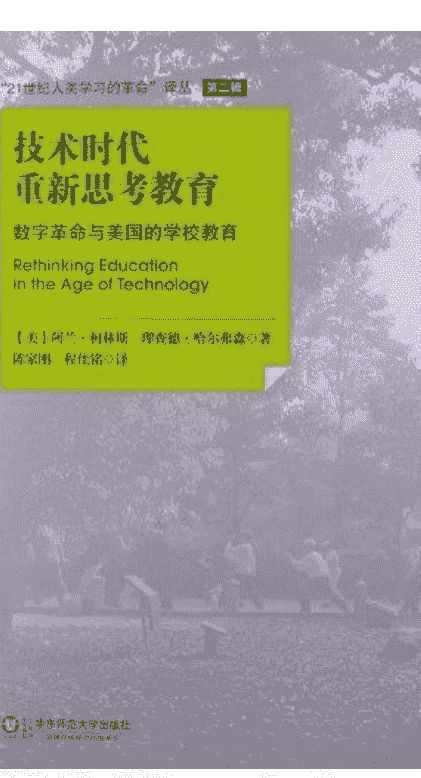 "21世纪人类学习的革命"译丛 第二辑
技术时代
重新思考教育
数字革命与美国的学校教育
Rethinking Education
in the Age of Technology
【美】阿兰·柯林斯 理查德·哈尔弗森◇著
陈家刚 程佳铭◇译
华东师范大学出版社